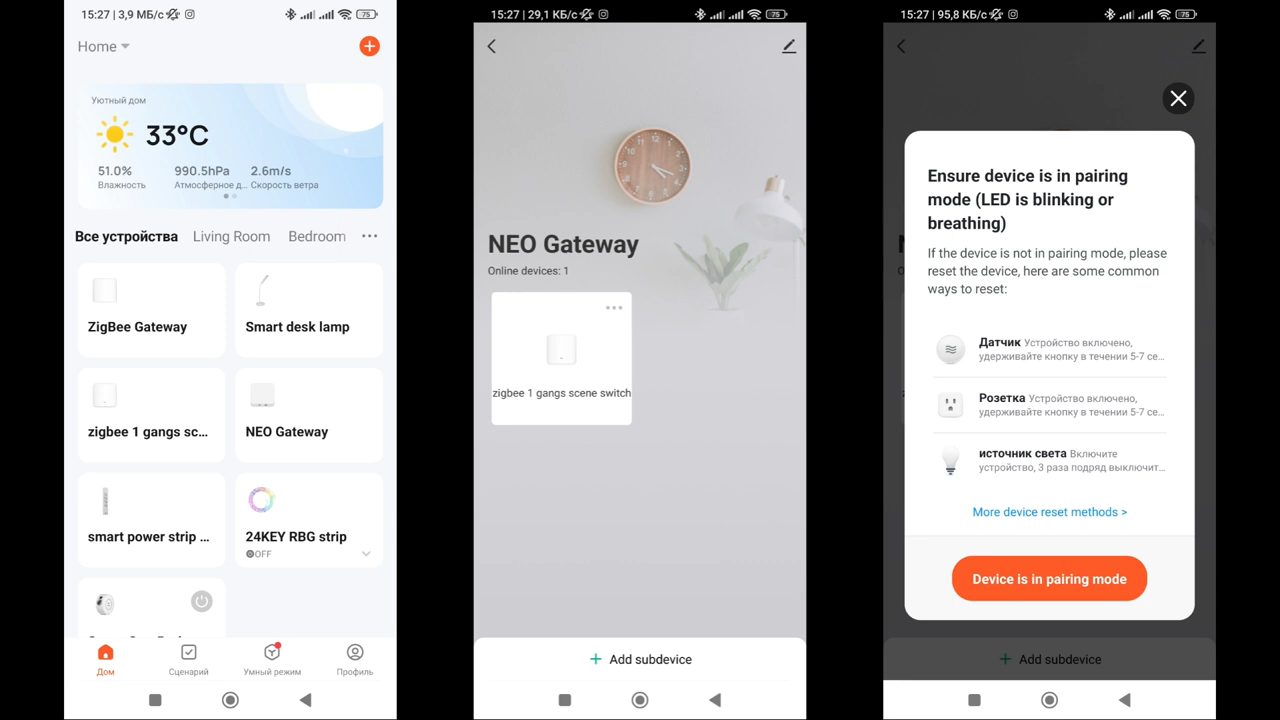 15:27 | 3,9 МБ/с
75
Home
Уютный дом
33°C
51.0%
990.5hPa
2.6m/s
Влажность
Атмосферное д...
Скорость ветра
Все устройства
Living Room
Bedroom
ZigBee Gateway
Smart desk lamp
zigbee 1 gangs sc...
NEO Gateway
smart power strip ...
24KEY RBG strip
OFF
Дом
Сценарий
Умный режим
Профиль
15:27 | 29,1 КБ/с
75
NEO Gateway
Online devices: 1
zigbee 1 gangs scene switch
Add subdevice
15:27 | 95,8 КБ/с
75
Ensure device is in pairing
mode (LED is blinking or
breathing)
If the device is not in pairing mode, please
reset the device, here are some common
ways to reset:
Датчик Устройство включено,
удерживайте кнопку в течении 5-7 се...
Розетка Устройство включено,
удерживайте кнопку в течении 5-7 се...
источник света Включите
устройство, 3 раза подряд выключит...
More device reset methods >
Device is in pairing mode
Add subdevice